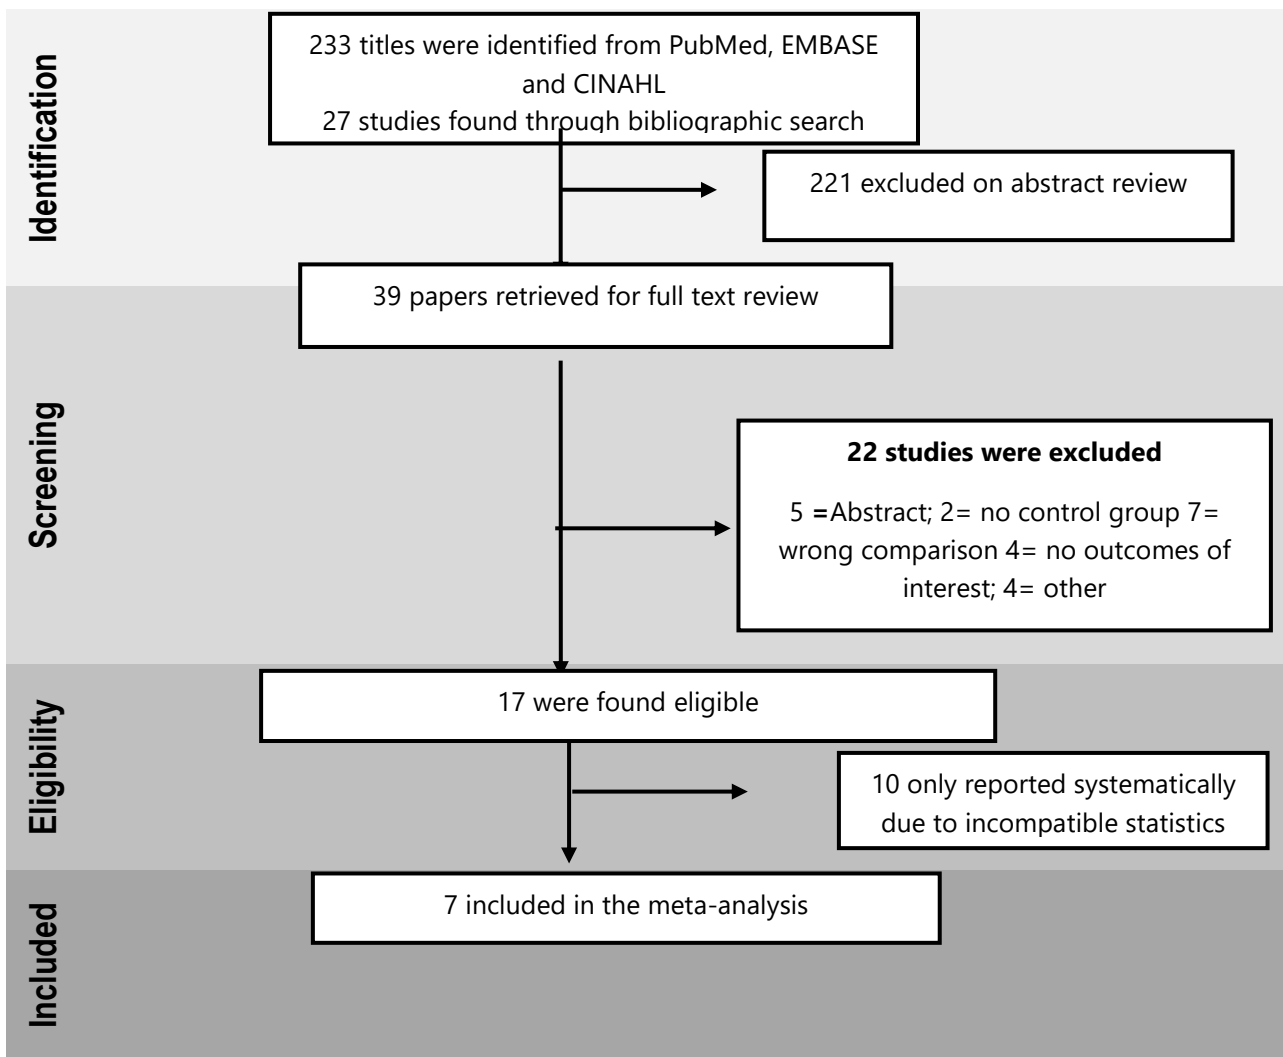 Identification
233 titles were identified from PubMed, EMBASE
and CINAHL
27 studies found through bibliographic search
221 excluded on abstract review
39 papers retrieved for full text review
Screening
22 studies were excluded
5 =Abstract; 2= no control group 7=
wrong comparison 4= no outcomes of
interest; 4= other
Eligibility
17 were found eligible
10 only reported systematically
due to incompatible statistics
Included
7 included in the meta-analysis